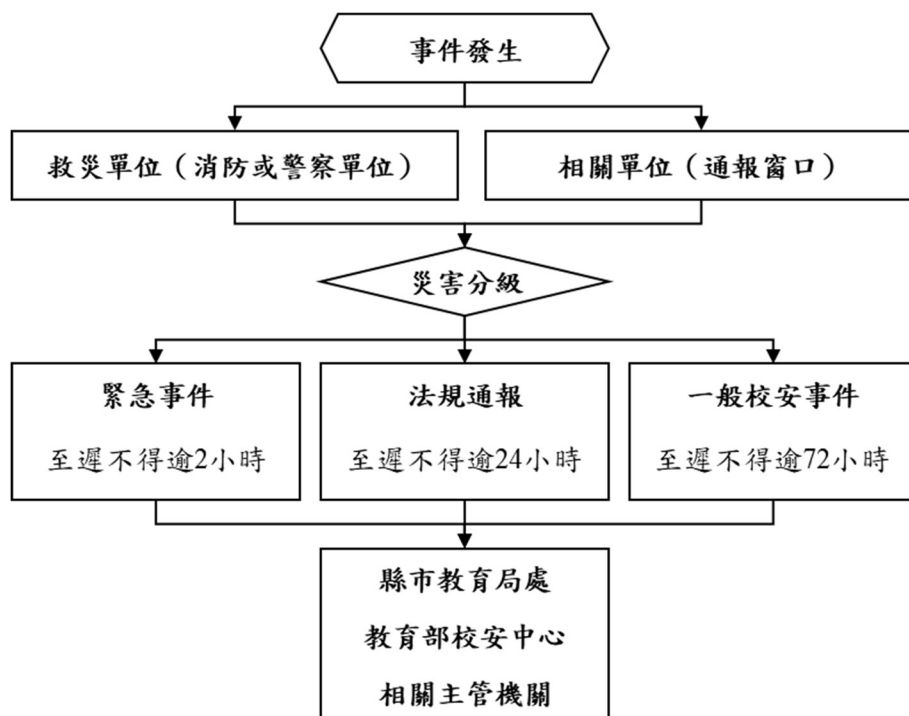 事件發生
救災單位（消防或警察單位）
相關單位（通報窗口）
災害分級
緊急事件
至遲不得逾2小時
法規通報
至遲不得逾24小時
一般校安事件
至遲不得逾72小時
縣市教育局處
教育部校安中心
相關主管機關